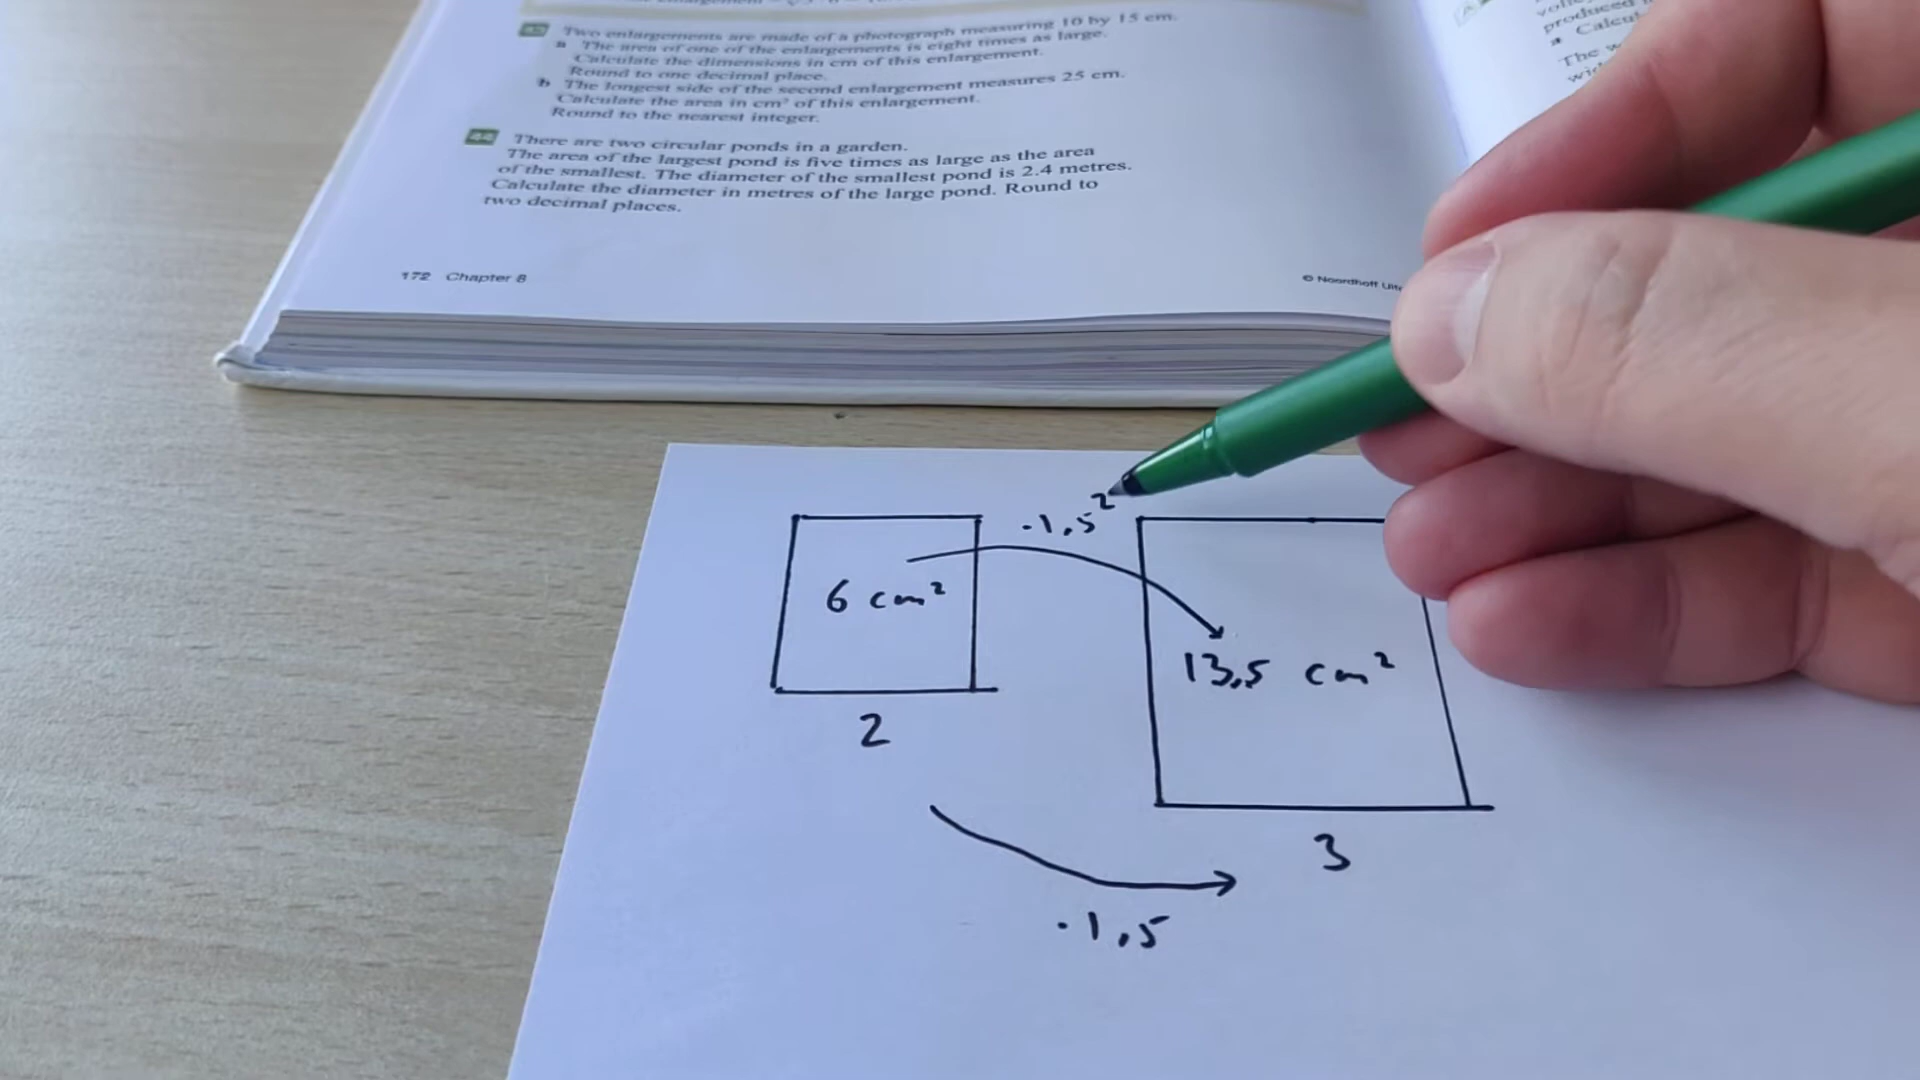 43 Two enlargements are made of a photograph measuring 10 by 15 cm.
a The area of one of the enlargements is eight times as large.
Calculate the dimensions in cm of this enlargement.
Round to one decimal place.
b The longest side of the second enlargement measures 25 cm.
Calculate the area in cm² of this enlargement.
Round to the nearest integer.
44 There are two circular ponds in a garden.
The area of the largest pond is five times as large as the area
of the smallest. The diameter of the smallest pond is 2.4 metres.
Calculate the diameter in metres of the large pond. Round to
two decimal places.
172 Chapter 8
© Noordhoff Uitg
produced
a Calcul
The w
·1,5²
6 cm²
13,5 cm²
2
3
·1,5